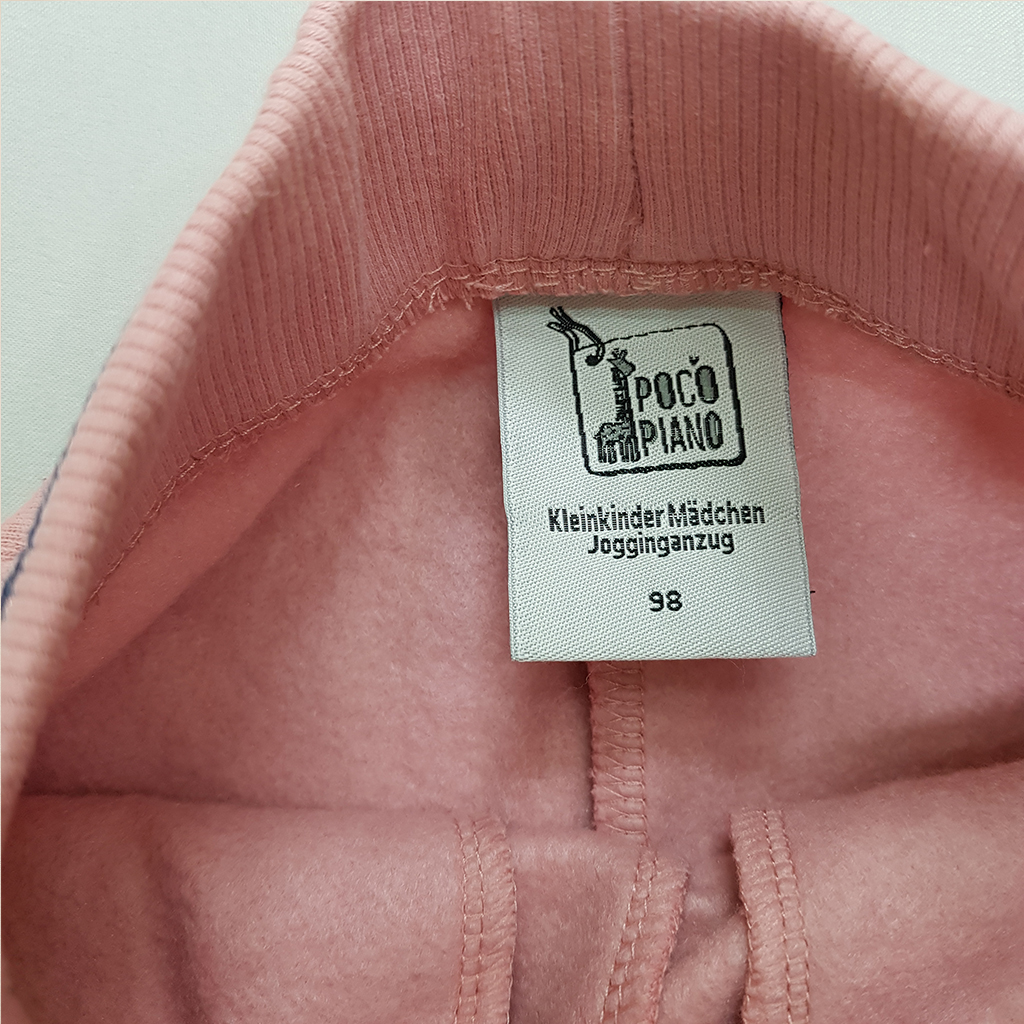 POCO
PIANO
Kleinkinder Mädchen
Jogginganzug
98